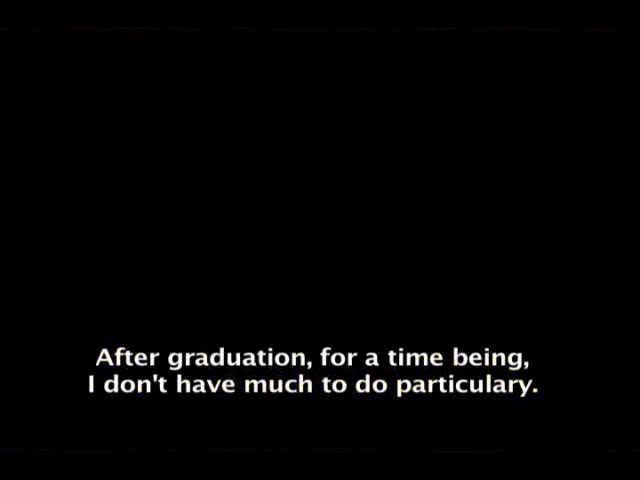 After graduation, for a time being,
I don't have much to do particulary.